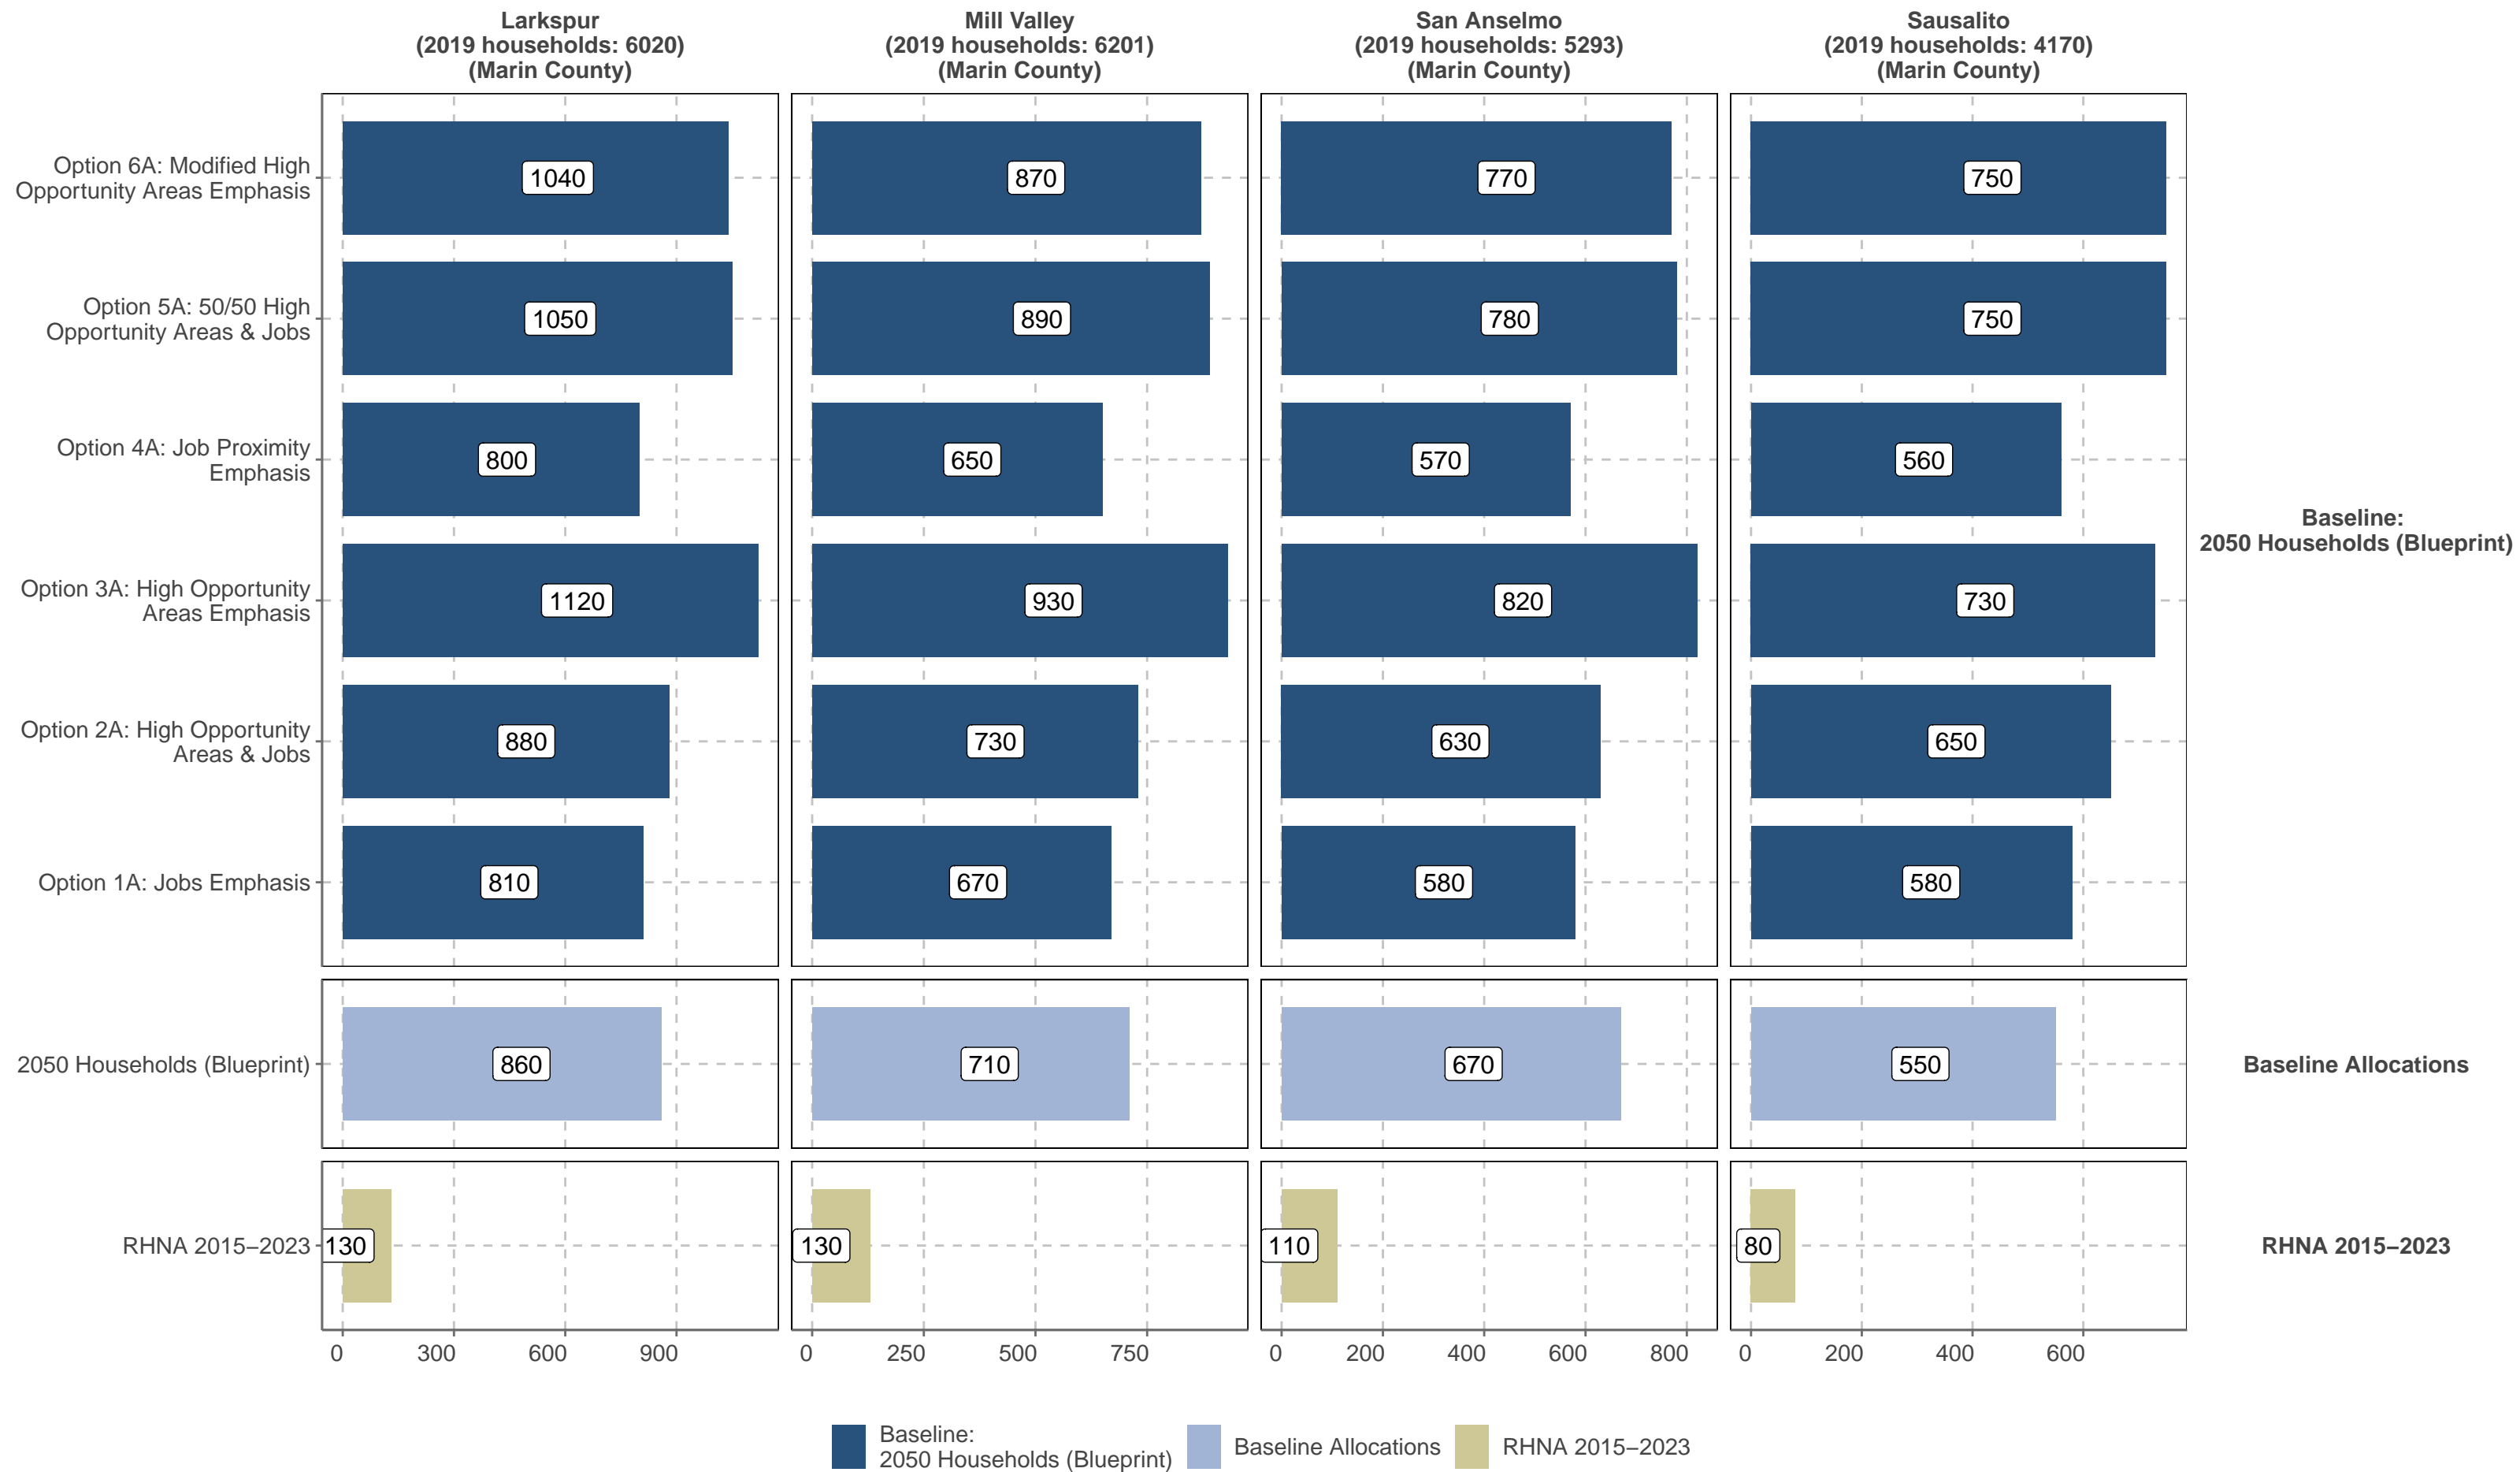 Larkspur
(2019 households: 6020)
(Marin County)
Mill Valley
(2019 households: 6201)
(Marin County)
San Anselmo
(2019 households: 5293)
(Marin County)
Sausalito
(2019 households: 4170)
(Marin County)
Option 6A: Modified High
Opportunity Areas Emphasis
1040
870
770
750
Option 5A: 50/50 High
Opportunity Areas & Jobs
1050
890
780
750
Option 4A: Job Proximity
Emphasis
800
650
570
560
Baseline:
2050 Households (Blueprint)
Option 3A: High Opportunity
Areas Emphasis
1120
930
820
730
Option 2A: High Opportunity
Areas & Jobs
880
730
630
650
Option 1A: Jobs Emphasis
810
670
580
580
2050 Households (Blueprint)
860
710
670
550
Baseline Allocations
RHNA 2015–2023
130
130
110
80
RHNA 2015–2023
0 300 600 900
0 250 500 750
0 200 400 600 800
0 200 400 600
Baseline:
2050 Households (Blueprint)
Baseline Allocations
RHNA 2015–2023